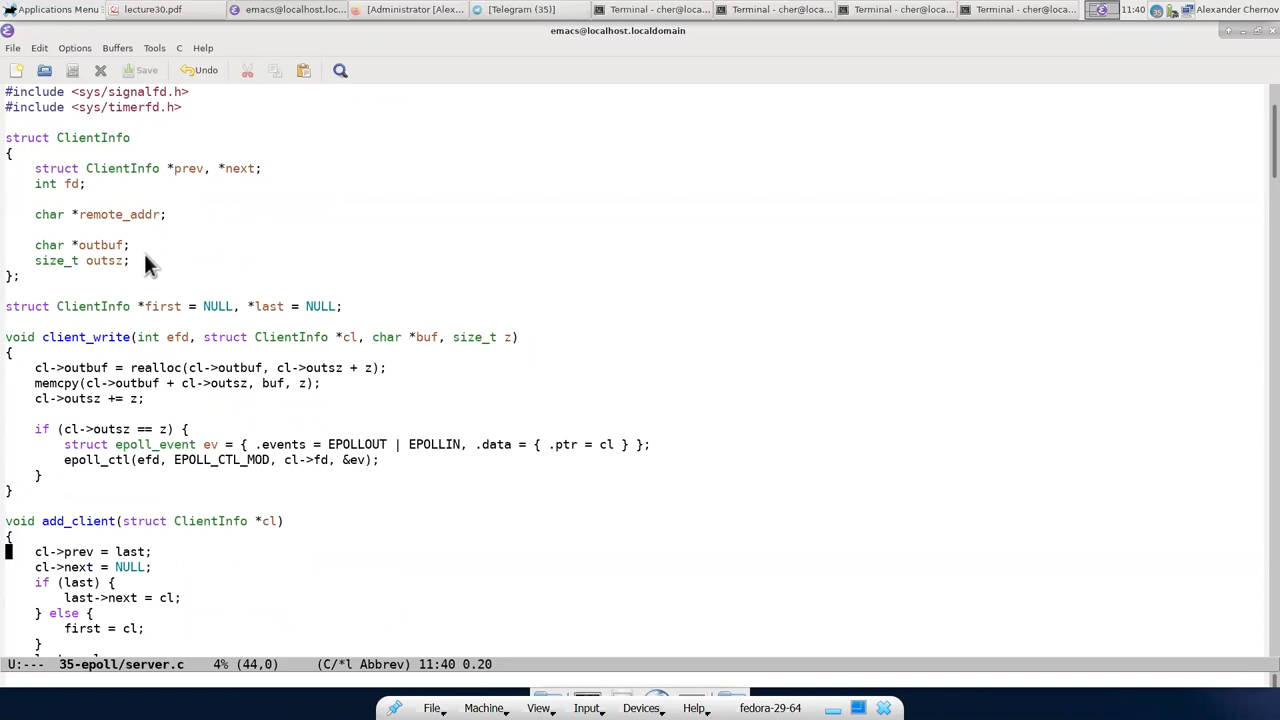 Applications Menu
lecture30.pdf
emacs@localhost.loc...
[Administrator [Alex...
[Telegram (35)]
Terminal - cher@loca...
Terminal - cher@loca...
Terminal - cher@loca...
Terminal - cher@loca...
11:40
35
Alexander Chernov
emacs@localhost.localdomain
File Edit Options Buffers Tools C Help
Save Undo
#include <sys/signalfd.h>
#include <sys/timerfd.h>
struct ClientInfo
{
struct ClientInfo *prev, *next;
int fd;
char *remote_addr;
char *outbuf;
size_t outsz;
};
struct ClientInfo *first = NULL, *last = NULL;
void client_write(int efd, struct ClientInfo *cl, char *buf, size_t z)
{
cl->outbuf = realloc(cl->outbuf, cl->outsz + z);
memcpy(cl->outbuf + cl->outsz, buf, z);
cl->outsz += z;
if (cl->outsz == z) {
struct epoll_event ev = { .events = EPOLLOUT | EPOLLIN, .data = { .ptr = cl } };
epoll_ctl(efd, EPOLL_CTL_MOD, cl->fd, &ev);
}
}
void add_client(struct ClientInfo *cl)
{
cl->prev = last;
cl->next = NULL;
if (last) {
last->next = cl;
} else {
first = cl;
}
U:--- 35-epoll/server.c 4% (44,0) (C/*l Abbrev) 11:40 0.20
File Machine View Input Devices Help fedora-29-64